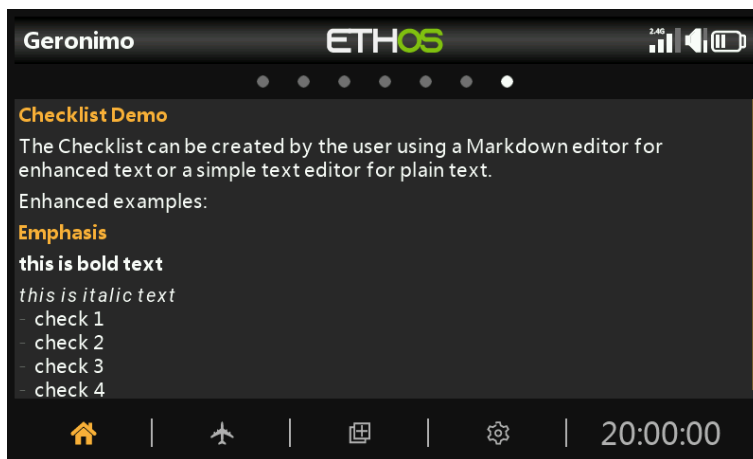 Geronimo
ETHOS
2.4G
Checklist Demo
The Checklist can be created by the user using a Markdown editor for
enhanced text or a simple text editor for plain text.
Enhanced examples:
Emphasis
this is bold text
this is italic text
- check 1
- check 2
- check 3
- check 4
20:00:00